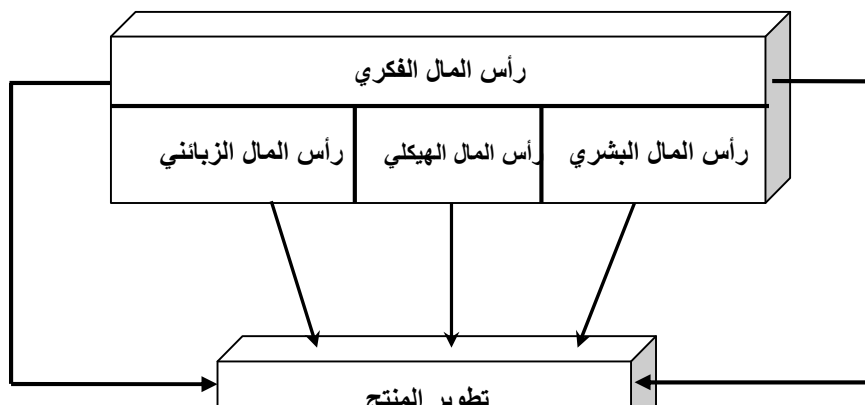 رأس المال الفكري
رأس المال البشري
رأس المال الهيكلي
رأس المال الزبائني
تطوير المنتج